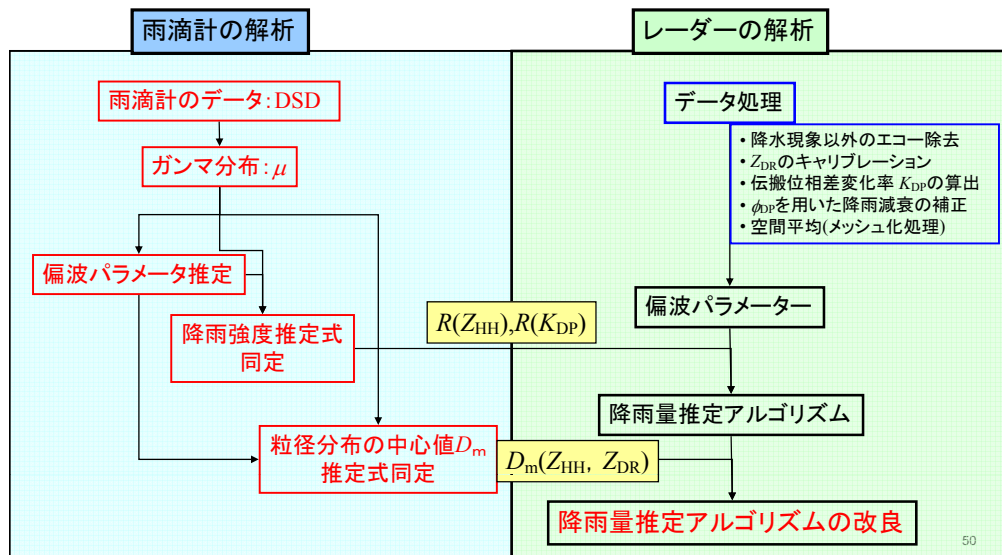 雨滴計の解析
雨滴計のデータ:DSD
ガンマ分布:μ
偏波パラメータ推定
降雨強度推定式
同定
粒径分布の中心値Dm
推定式同定
R(ZHH),R(KDP)
Dm(ZHH, ZDR)
レーダーの解析
データ処理
• 降水現象以外のエコー除去
• ZDRのキャリブレーション
• 伝搬位相差変化率 KDPの算出
• ϕDPを用いた降雨減衰の補正
• 空間平均(メッシュ化処理)
偏波パラメーター
降雨量推定アルゴリズム
降雨量推定アルゴリズムの改良
50